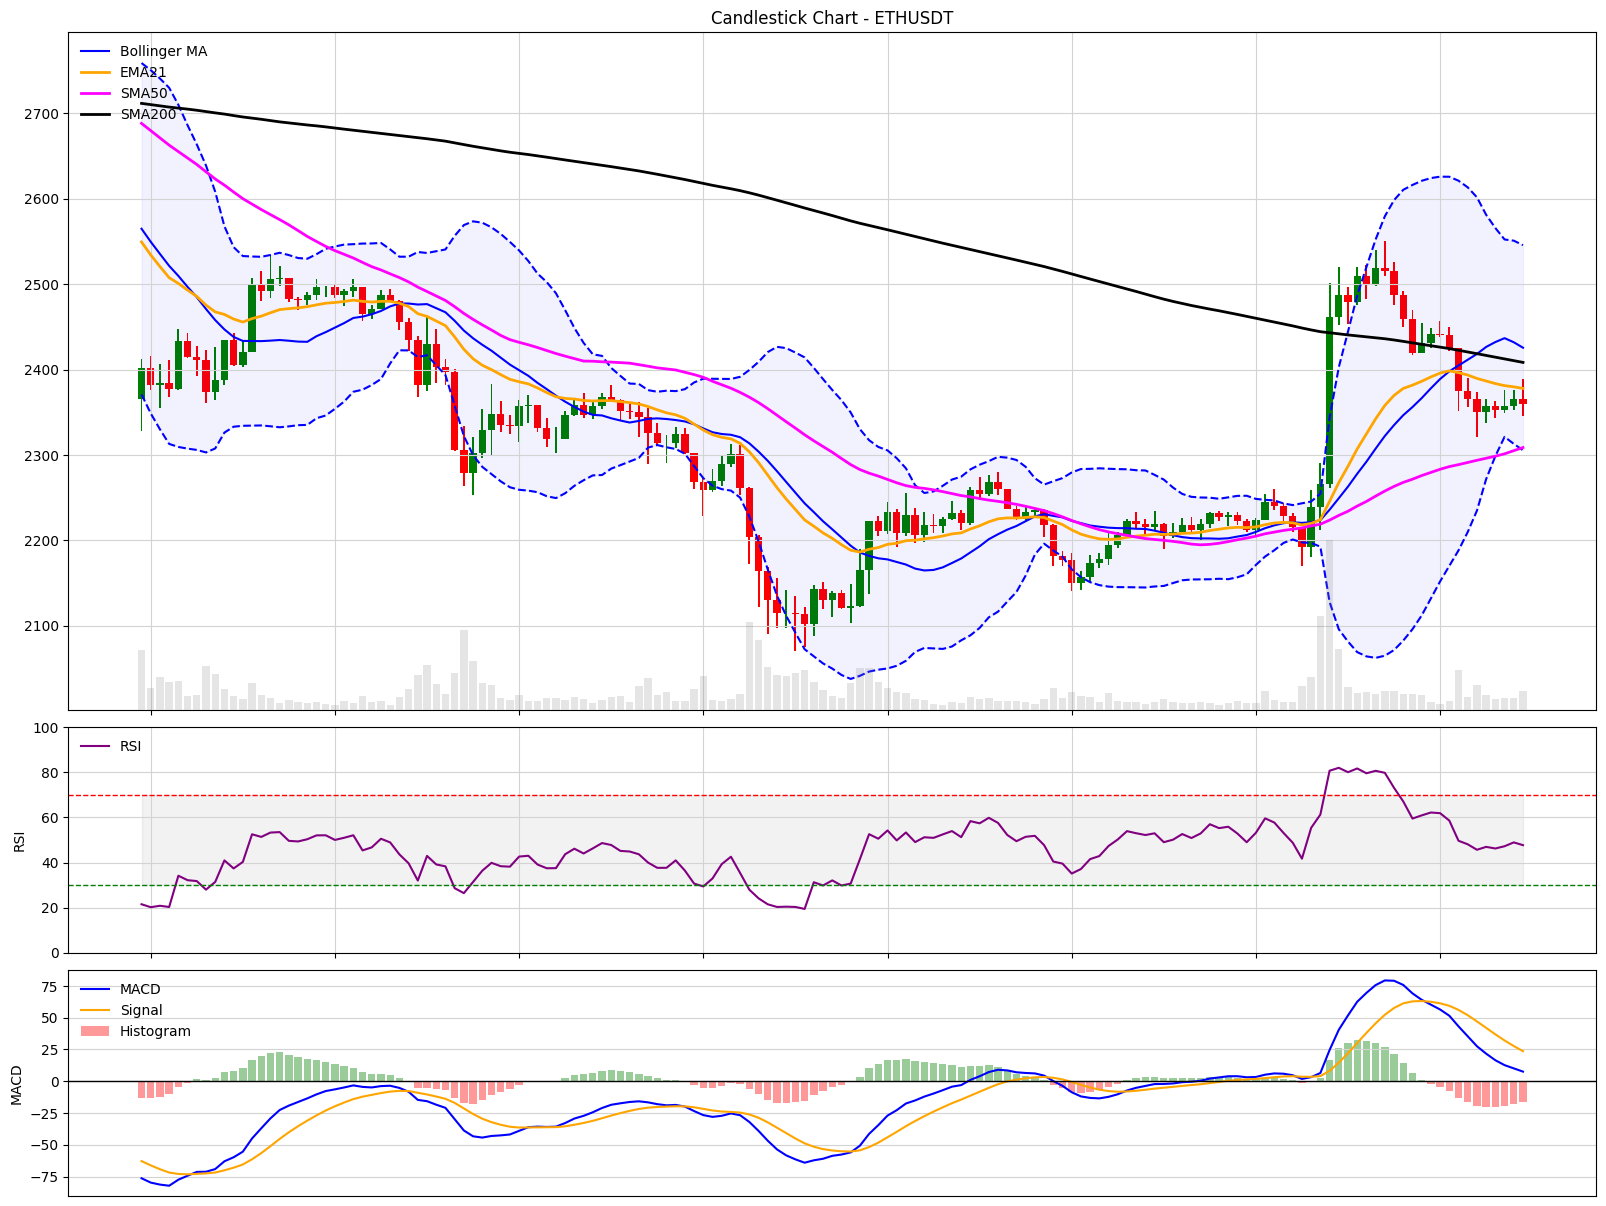 Candlestick Chart - ETHUSDT
Bollinger MA
EMA21
SMA50
SMA200
2700
2600
2500
2400
2300
2200
2100
RSI
100
80
60
40
20
0
RSI
MACD
Signal
Histogram
75
50
25
0
−25
−50
−75
MACD